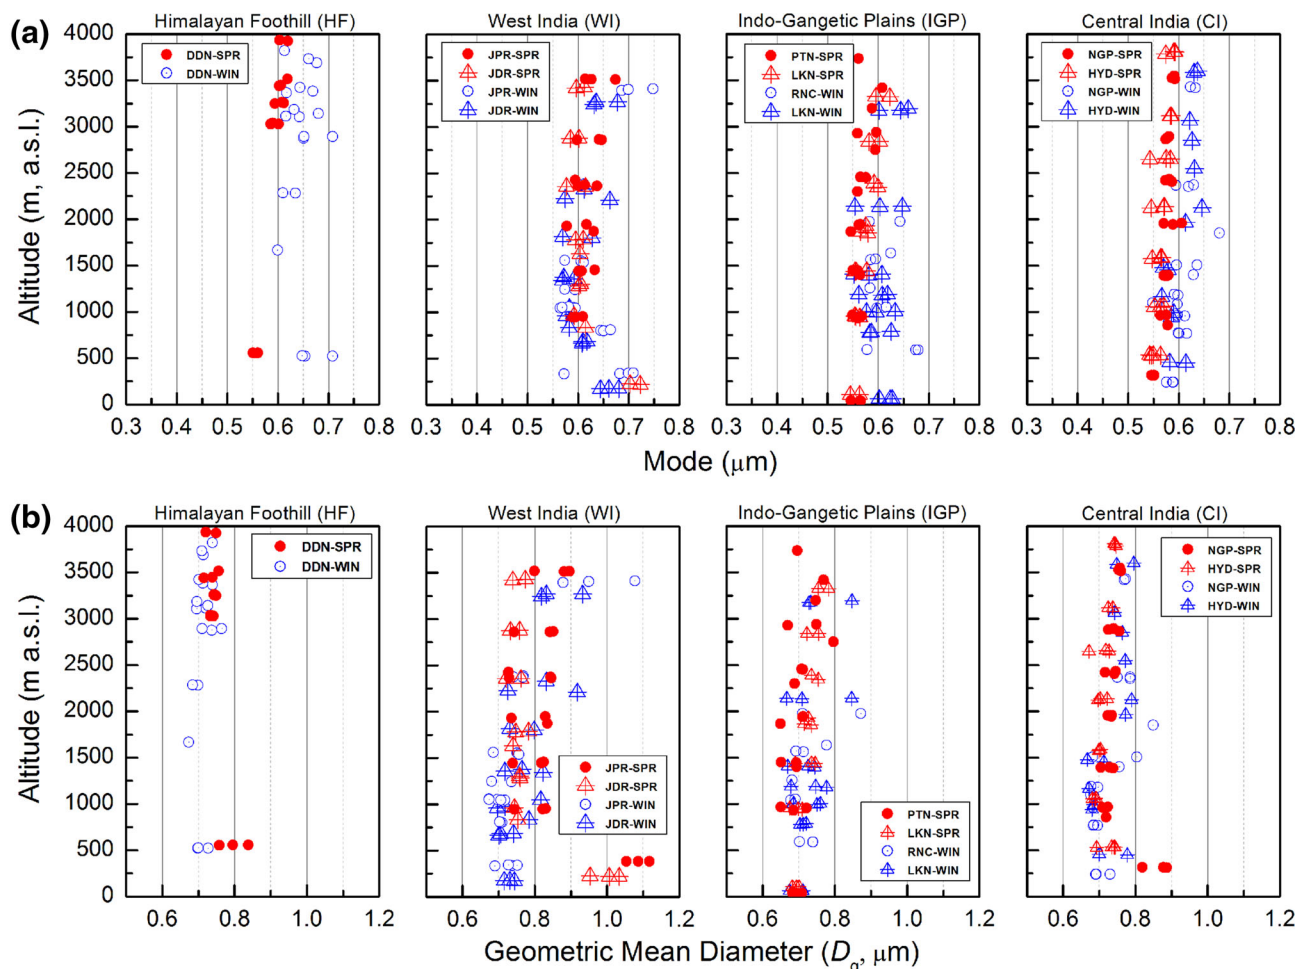 (a)
Himalayan Foothill (HF)
West India (WI)
Indo-Gangetic Plains (IGP)
Central India (CI)
Altitude (m, a.s.l.)
4000
3500
3000
2500
2000
1500
1000
500
0
DDN-SPR
DDN-WIN
JPR-SPR
JDR-SPR
JPR-WIN
JDR-WIN
PTN-SPR
LKN-SPR
RNC-WIN
LKN-WIN
NGP-SPR
HYD-SPR
NGP-WIN
HYD-WIN
0.3 0.4 0.5 0.6 0.7 0.8
0.3 0.4 0.5 0.6 0.7 0.8
0.3 0.4 0.5 0.6 0.7 0.8
0.3 0.4 0.5 0.6 0.7 0.8
Mode (μm)
(b)
Himalayan Foothill (HF)
West India (WI)
Indo-Gangetic Plains (IGP)
Central India (CI)
Altitude (m a.s.l.)
4000
3500
3000
2500
2000
1500
1000
500
0
DDN-SPR
DDN-WIN
JPR-SPR
JDR-SPR
JPR-WIN
JDR-WIN
PTN-SPR
LKN-SPR
RNC-WIN
LKN-WIN
NGP-SPR
HYD-SPR
NGP-WIN
HYD-WIN
0.6 0.8 1.0 1.2
0.6 0.8 1.0 1.2
0.6 0.8 1.0 1.2
0.6 0.8 1.0 1.2
Geometric Mean Diameter (Dg, μm)